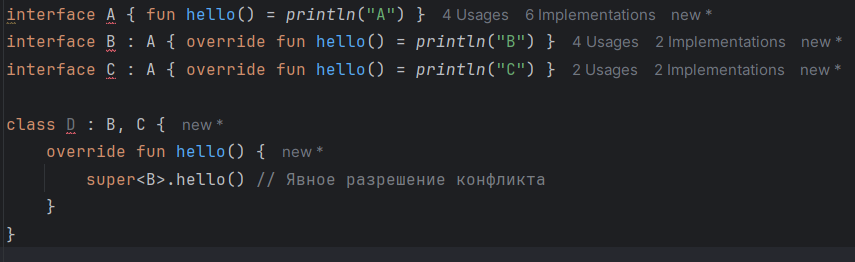 interface A { fun hello() = println("A") } 4 Usages 6 Implementations new *
interface B : A { override fun hello() = println("B") } 4 Usages 2 Implementations new *
interface C : A { override fun hello() = println("C") } 2 Usages 2 Implementations new *
class D : B, C { new *
override fun hello() { new *
super<B>.hello() // Явное разрешение конфликта
}
}